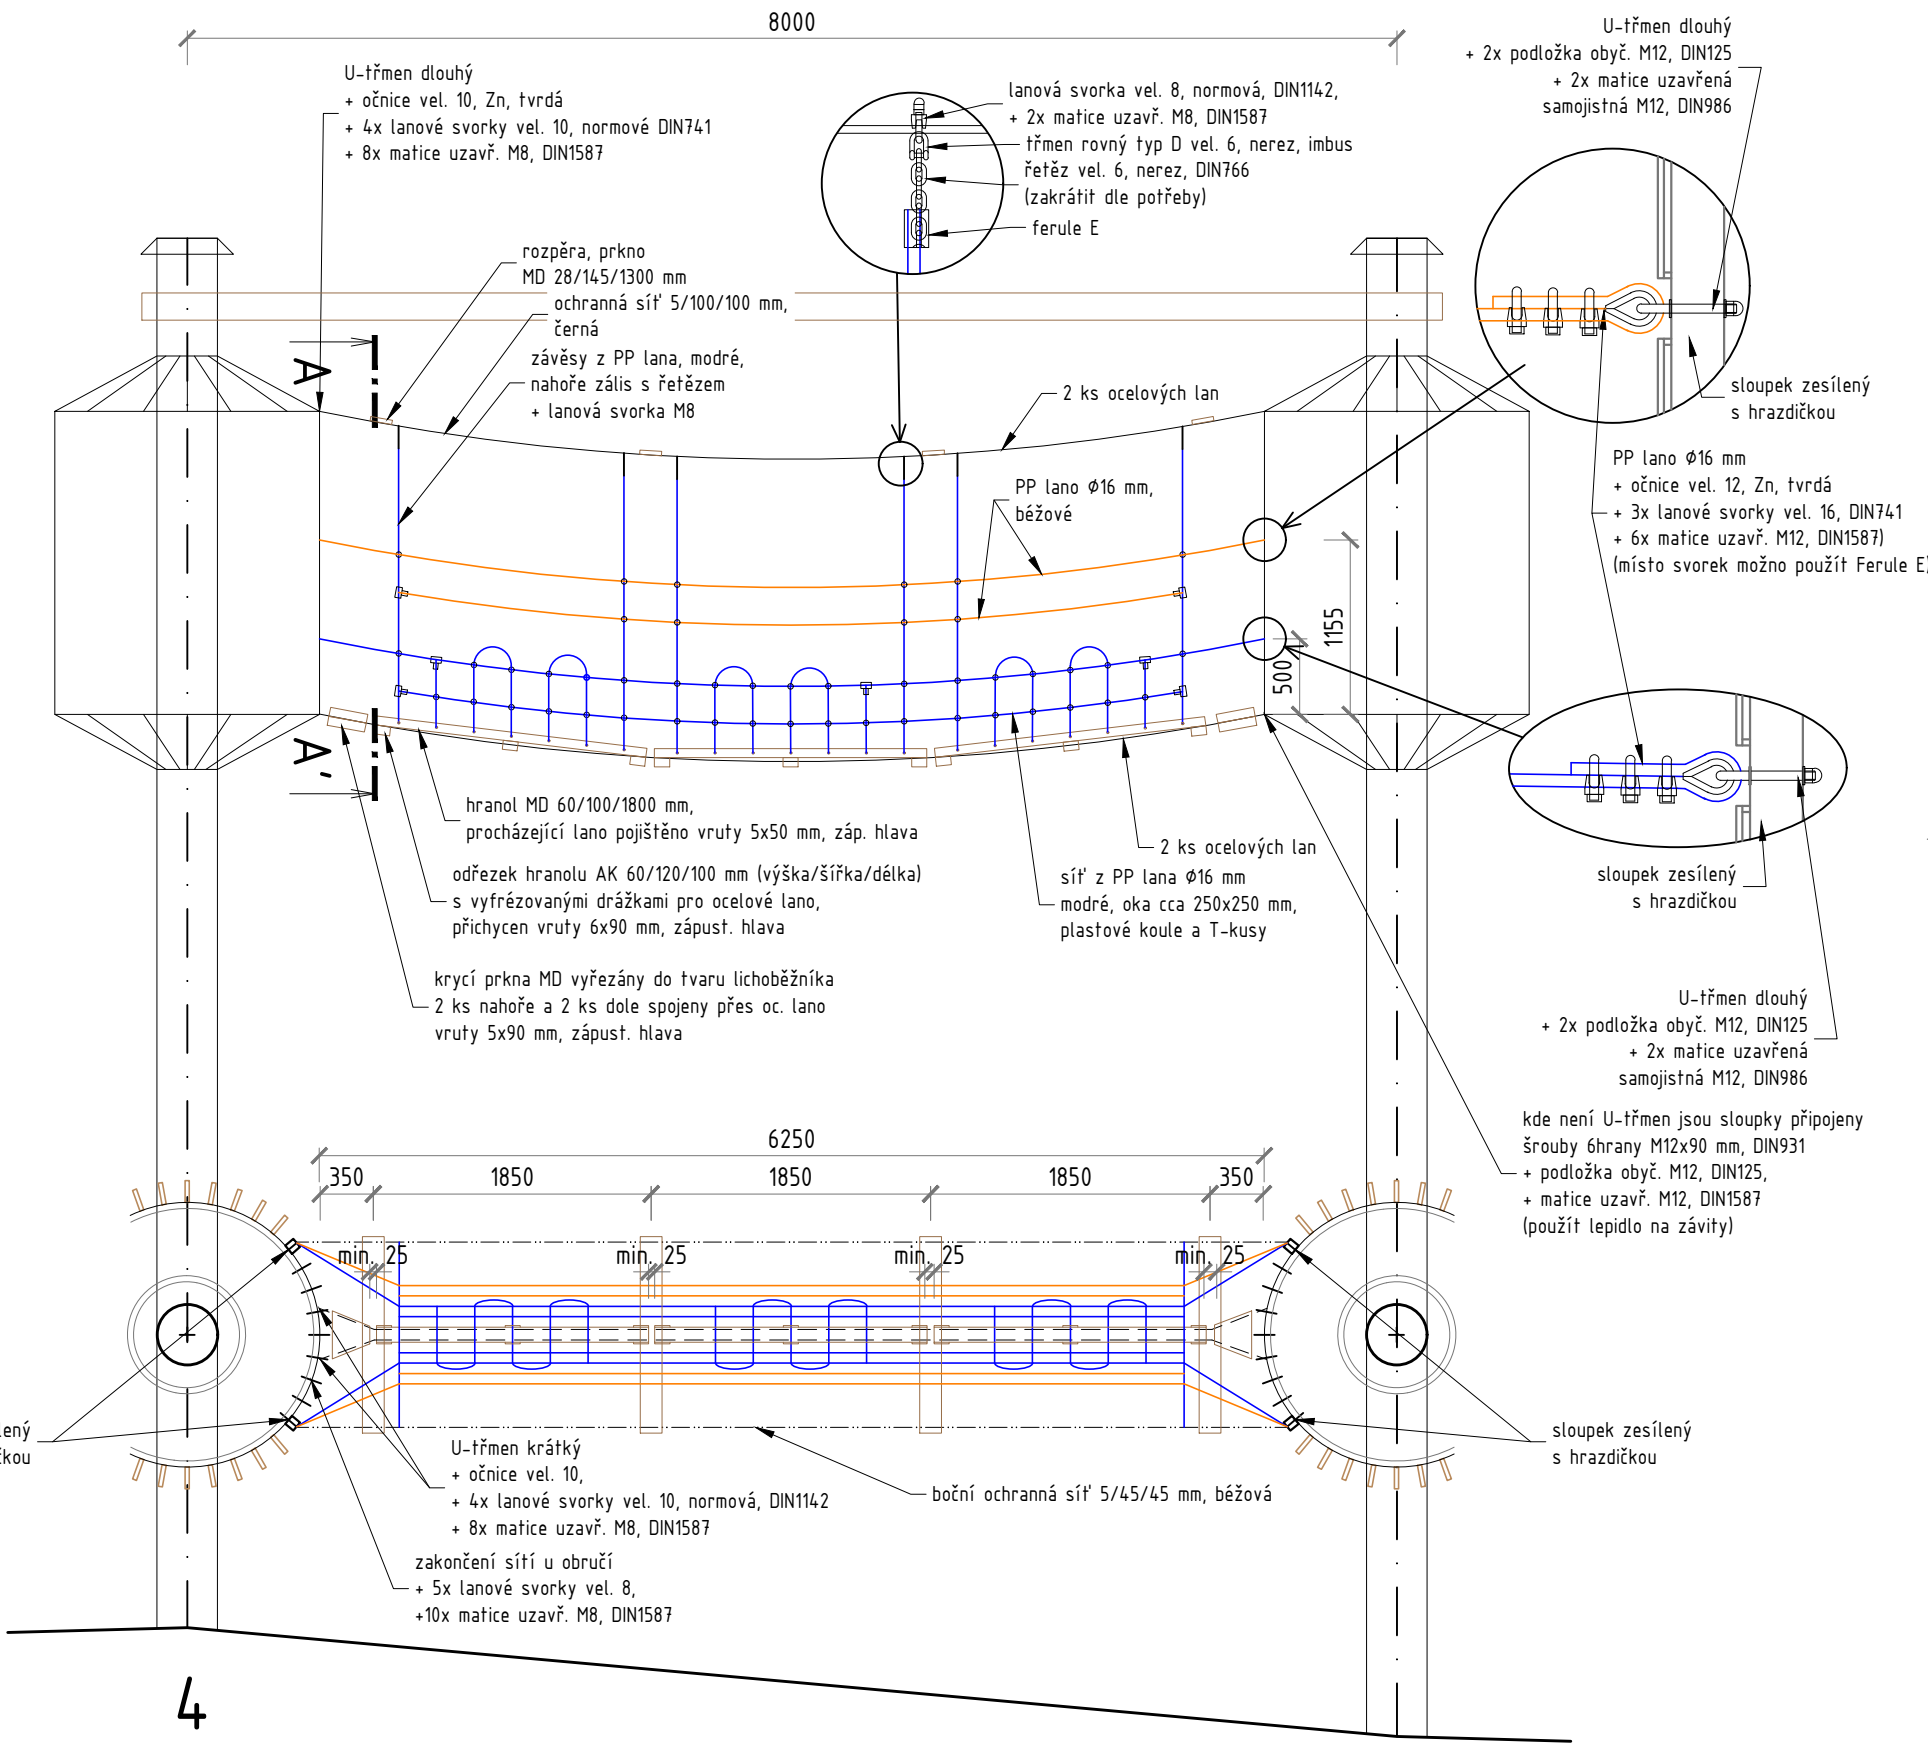 8000
U-třmen dlouhý
+ očnice vel. 10, Zn, tvrdá
+ 4x lanové svorky vel. 10, normové DIN741
+ 8x matice uzavř. M8, DIN1587
lanová svorka vel. 8, normová, DIN1142,
+ 2x matice uzavř. M8, DIN1587
třmen rovný typ D vel. 6, nerez, imbus
řetěz vel. 6, nerez, DIN766
(zakrátit dle potřeby)
ferule E
U-třmen dlouhý
+ 2x podložka obyč. M12, DIN125
+ 2x matice uzavřená
samojistná M12, DIN986
rozpěra, prkno
MD 28/145/1300 mm
ochranná síť 5/100/100 mm,
černá
závěsy z PP lana, modré,
nahoře zális s řetězem
+ lanová svorka M8
A
2 ks ocelových lan
sloupek zesílený
s hrazdičkou
PP lano Ø16 mm,
béžové
PP lano Ø16 mm
+ očnice vel. 12, Zn, tvrdá
+ 3x lanové svorky vel. 16, DIN741
+ 6x matice uzavř. M12, DIN1587)
(místo svorek možno použít Ferule E)
1155
500
A'
hranol MD 60/100/1800 mm,
procházející lano pojištěno vruty 5x50 mm, záp. hlava
odřezek hranolu AK 60/120/100 mm (výška/šířka/délka)
s vyfrézovanými drážkami pro ocelové lano,
přichycen vruty 6x90 mm, zápust. hlava
krycí prkna MD vyřezány do tvaru lichoběžníka
2 ks nahoře a 2 ks dole spojeny přes oc. lano
vruty 5x90 mm, zápust. hlava
2 ks ocelových lan
síť z PP lana Ø16 mm
modré, oka cca 250x250 mm,
plastové koule a T-kusy
sloupek zesílený
s hrazdičkou
U-třmen dlouhý
+ 2x podložka obyč. M12, DIN125
+ 2x matice uzavřená
samojistná M12, DIN986
kde není U-třmen jsou sloupky připojeny
šrouby 6hrany M12x90 mm, DIN931
+ podložka obyč. M12, DIN125,
+ matice uzavř. M12, DIN1587
(použít lepidlo na závity)
6250
350 1850 1850 1850 350
min. 25 min. 25 min. 25 min. 25
lený
čkou
U-třmen krátký
+ očnice vel. 10,
+ 4x lanové svorky vel. 10, normová, DIN1142
+ 8x matice uzavř. M8, DIN1587
boční ochranná síť 5/45/45 mm, béžová
sloupek zesílený
s hrazdičkou
zakončení sítí u obručí
+ 5x lanové svorky vel. 8,
+10x matice uzavř. M8, DIN1587
4